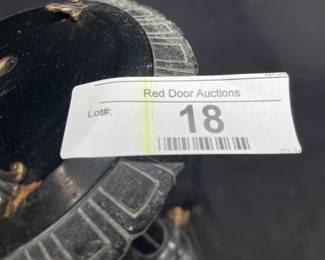 Red Door Auctions
Lot#: 18